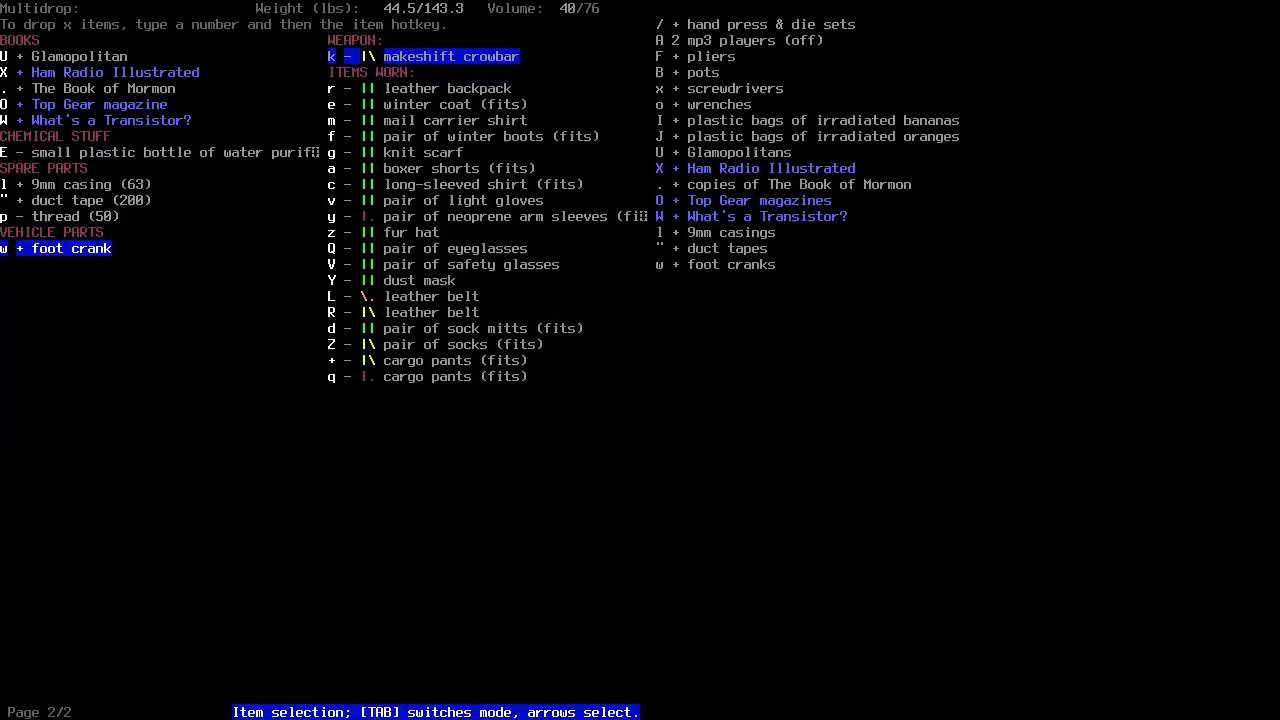 Multidrop: Weight (lbs): 44.5/143.3 Volume: 40/76
To drop x items, type a number and then the item hotkey.
BOOKS
U + Glamopolitan
X + Ham Radio Illustrated
. + The Book of Mormon
O + Top Gear magazine
W + What's a Transistor?
CHEMICAL STUFF
E - small plastic bottle of water purif
SPARE PARTS
l + 9mm casing (63)
" + duct tape (200)
p - thread (50)
VEHICLE PARTS
w + foot crank
WEAPON:
k - |\ makeshift crowbar
ITEMS WORN:
r - || leather backpack
e - || winter coat (fits)
m - || mail carrier shirt
f - || pair of winter boots (fits)
g - || knit scarf
a - || boxer shorts (fits)
c - || long-sleeved shirt (fits)
v - || pair of light gloves
y - |. pair of neoprene arm sleeves (fi
z - || fur hat
Q - || pair of eyeglasses
V - || pair of safety glasses
Y - || dust mask
L - \. leather belt
R - |\ leather belt
d - || pair of sock mitts (fits)
Z - |\ pair of socks (fits)
+ - |\ cargo pants (fits)
q - |. cargo pants (fits)
/ + hand press & die sets
A 2 mp3 players (off)
F + pliers
B + pots
x + screwdrivers
o + wrenches
I + plastic bags of irradiated bananas
J + plastic bags of irradiated oranges
U + Glamopolitans
X + Ham Radio Illustrated
. + copies of The Book of Mormon
O + Top Gear magazines
W + What's a Transistor?
l + 9mm casings
" + duct tapes
w + foot cranks
Page 2/2 Item selection; [TAB] switches mode, arrows select.